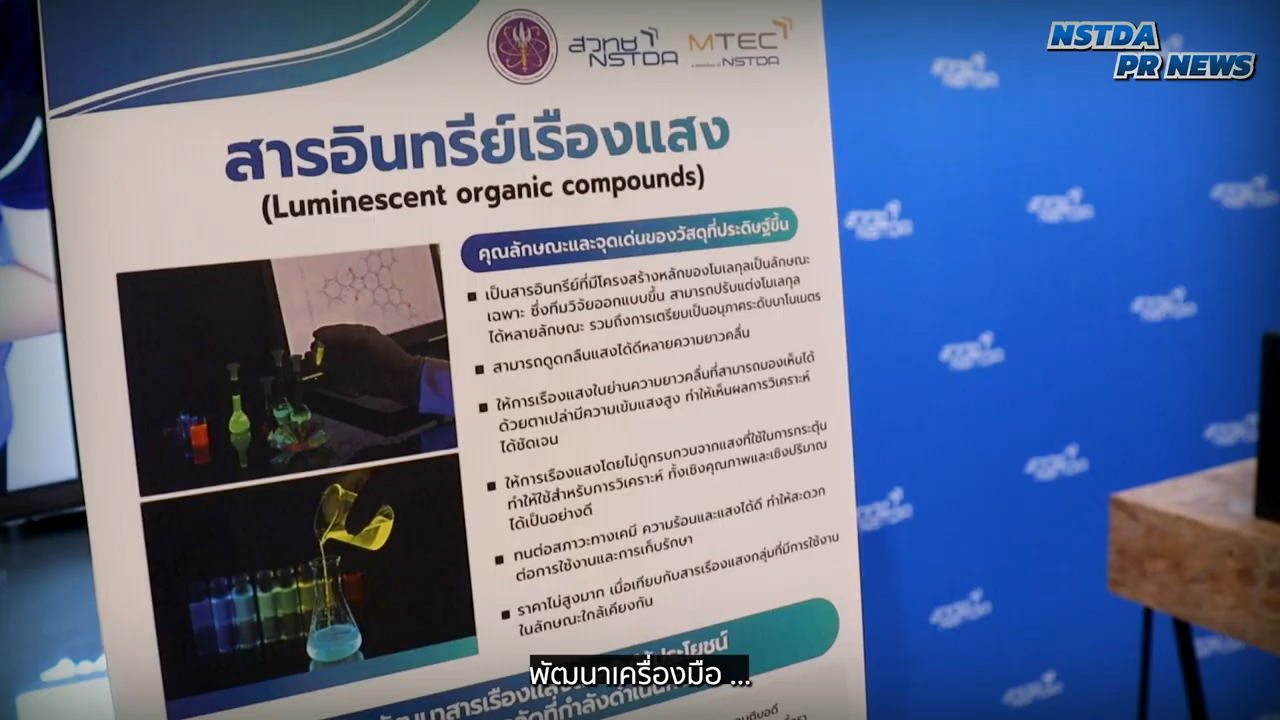 NSTDA
PR NEWS
สวทช
NSTDA
MTEC
a member of NSTDA
สารอินทรีย์เรืองแสง
(Luminescent organic compounds)
คุณลักษณะและจุดเด่นของวัสดุที่ประดิษฐ์ขึ้น
เป็นสารอินทรีย์ที่มีโครงสร้างหลักของโมเลกุลเป็นลักษณะ
เฉพาะ ซึ่งทีมวิจัยออกแบบขึ้น สามารถปรับแต่งโมเลกุล
ได้หลายลักษณะ รวมถึงการเตรียมเป็นอนุภาคระดับนาโนเมตร
สามารถดูดกลืนแสงได้ดีหลายความยาวคลื่น
ให้การเรืองแสงในย่านความยาวคลื่นที่สามารถมองเห็นได้
ด้วยตาเปล่ามีความเข้มแสงสูง ทำให้เห็นผลการวิเคราะห์
ได้ชัดเจน
ให้การเรืองแสงโดยไม่ถูกรบกวนจากแสงที่ใช้ในการกระตุ้น
ทำให้ใช้สำหรับการวิเคราะห์ ทั้งเชิงคุณภาพและเชิงปริมาณ
ได้เป็นอย่างดี
ทนต่อสภาวะทางเคมี ความร้อนและแสงได้ดี ทำให้สะดวก
ต่อการใช้งานและการเก็บรักษา
ราคาไม่สูงมาก เมื่อเทียบกับสารเรืองแสงกลุ่มที่มีการใช้งาน
ในลักษณะใกล้เคียงกัน
พัฒนาเครื่องมือ ...